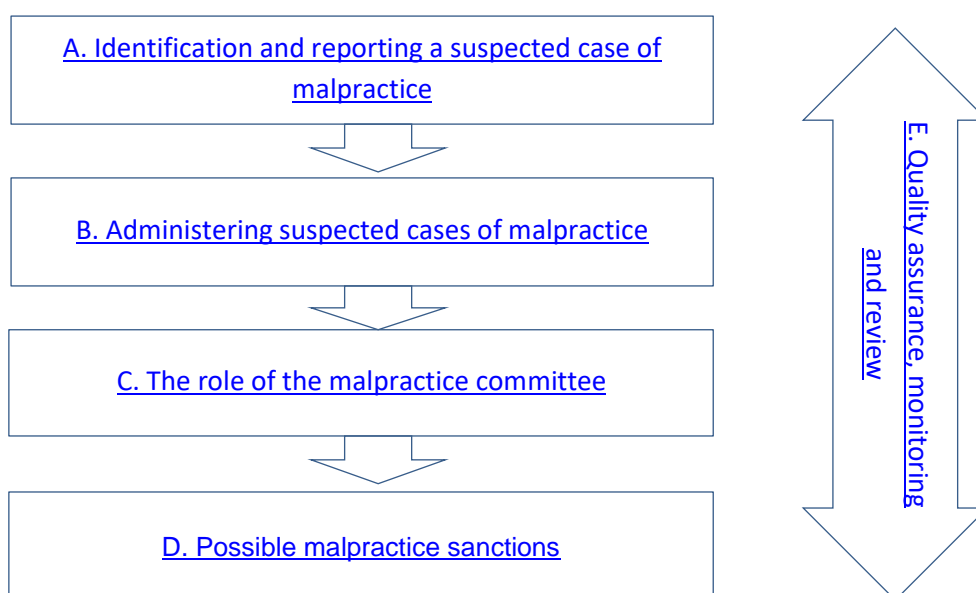 A. Identification and reporting a suspected case of
malpractice
B. Administering suspected cases of malpractice
C. The role of the malpractice committee
D. Possible malpractice sanctions
E. Quality assurance, monitoring
and review